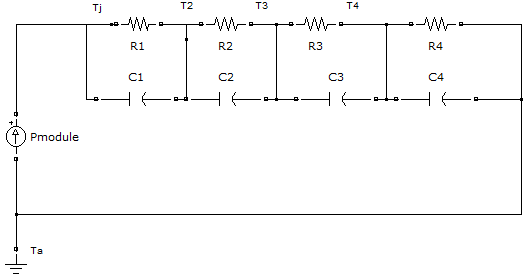 Tj T2 T3 T4
R1 R2 R3 R4
C1 C2 C3 C4
+
Pmodule
Ta